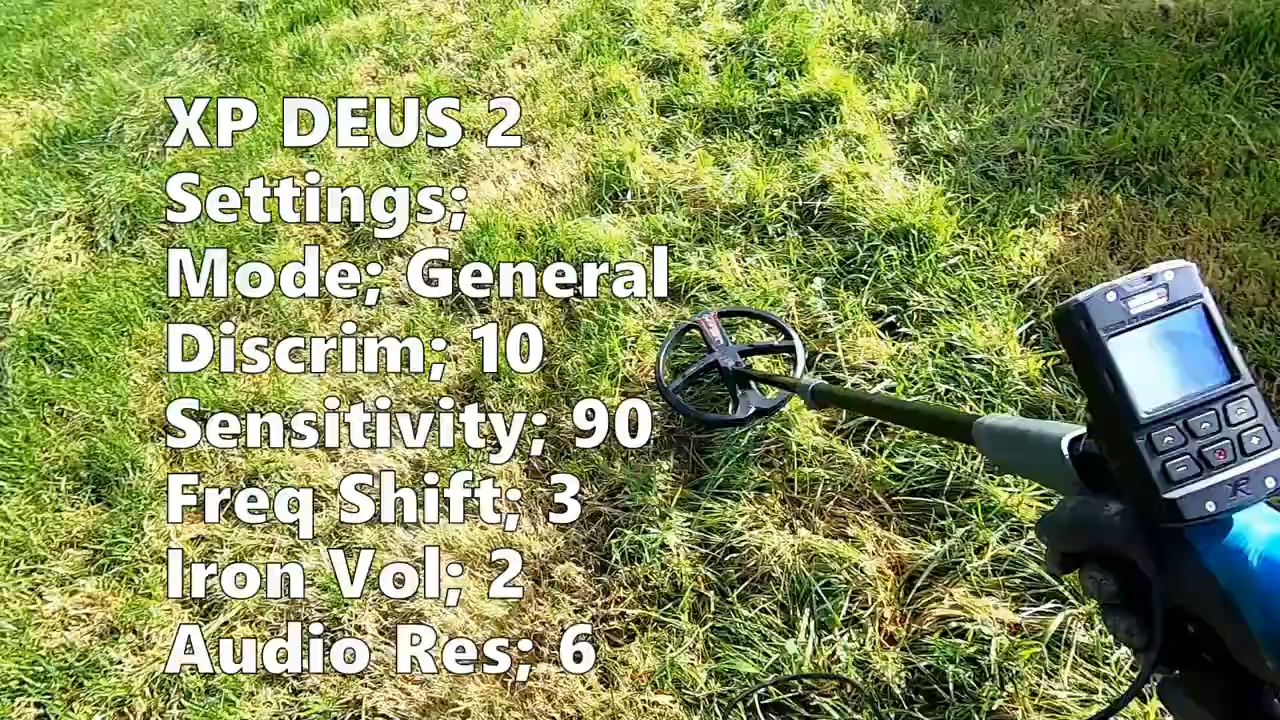 XP DEUS 2
Settings;
Mode; General
Discrim; 10
Sensitivity; 90
Freq Shift; 3
Iron Vol; 2
Audio Res; 6